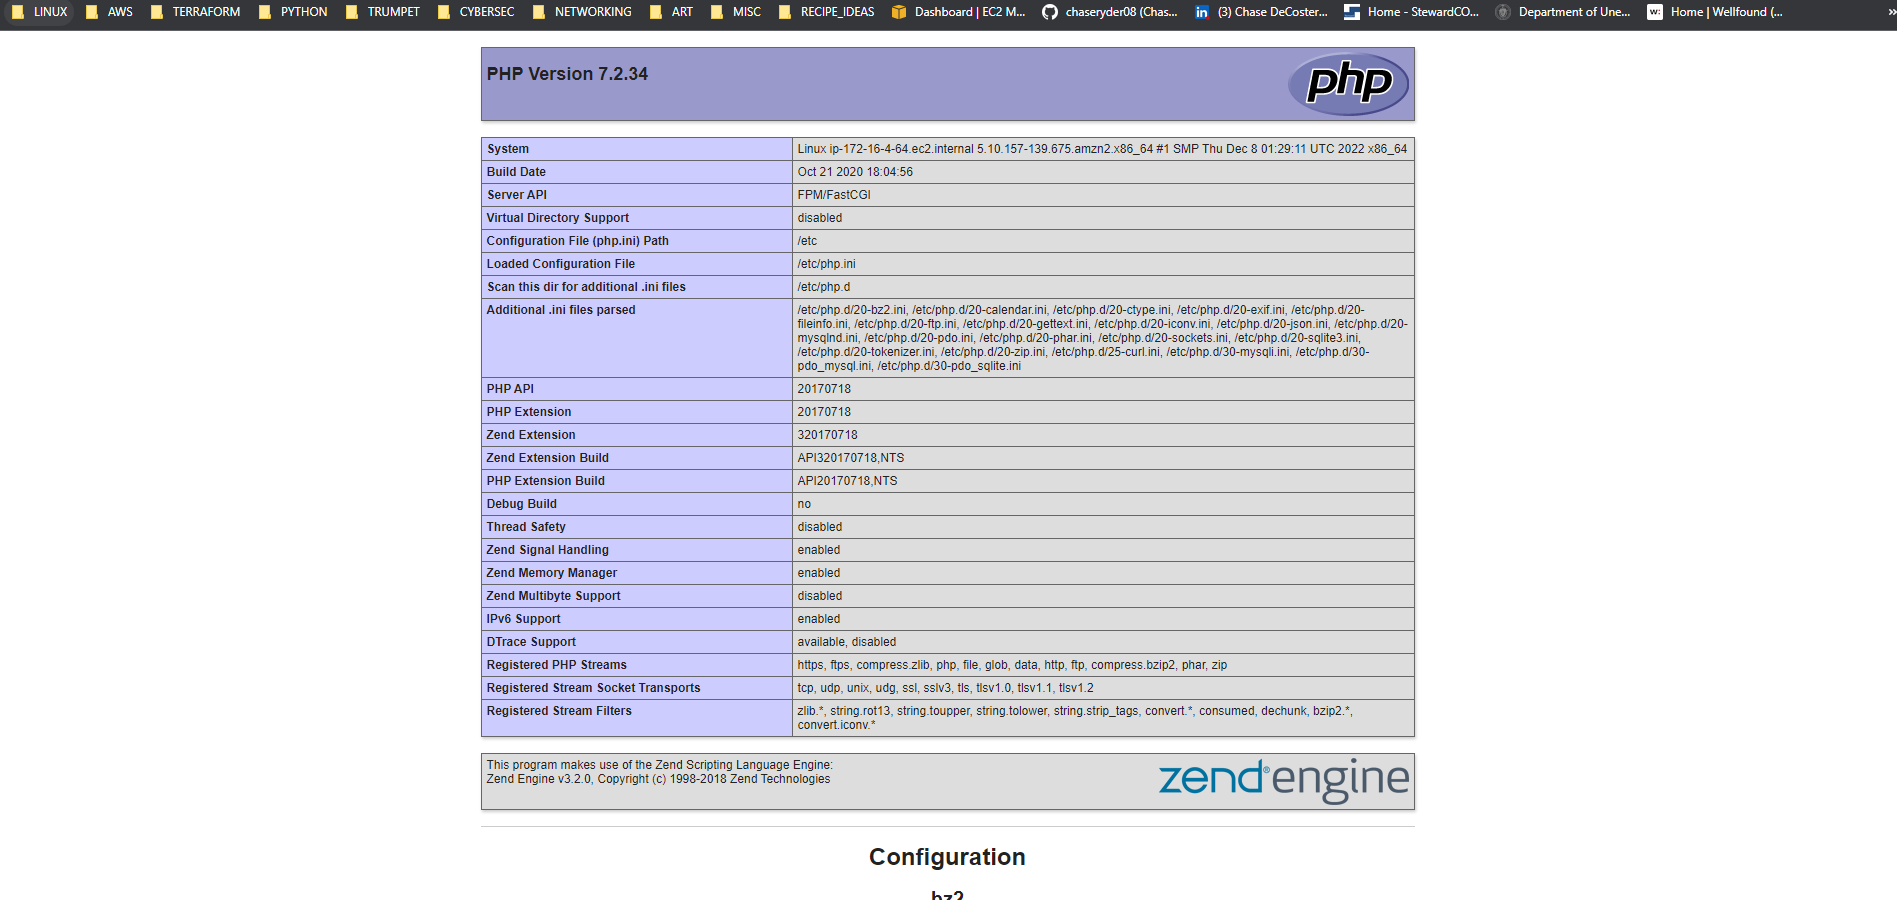 LINUX AWS TERRAFORM PYTHON TRUMPET CYBERSEC NETWORKING ART MISC RECIPE_IDEAS Dashboard | EC2 M... chaseryder08 (Chas... (3) Chase DeCoster... Home - StewardCO... Department of Une... w: Home | Wellfound (... »
PHP Version 7.2.34 php
System Linux ip-172-16-4-64.ec2.internal 5.10.157-139.675.amzn2.x86_64 #1 SMP Thu Dec 8 01:29:11 UTC 2022 x86_64
Build Date Oct 21 2020 18:04:56
Server API FPM/FastCGI
Virtual Directory Support disabled
Configuration File (php.ini) Path /etc
Loaded Configuration File /etc/php.ini
Scan this dir for additional .ini files /etc/php.d
Additional .ini files parsed /etc/php.d/20-bz2.ini, /etc/php.d/20-calendar.ini, /etc/php.d/20-ctype.ini, /etc/php.d/20-exif.ini, /etc/php.d/20-
fileinfo.ini, /etc/php.d/20-ftp.ini, /etc/php.d/20-gettext.ini, /etc/php.d/20-iconv.ini, /etc/php.d/20-json.ini, /etc/php.d/20-
mysqlnd.ini, /etc/php.d/20-pdo.ini, /etc/php.d/20-phar.ini, /etc/php.d/20-sockets.ini, /etc/php.d/20-sqlite3.ini,
/etc/php.d/20-tokenizer.ini, /etc/php.d/20-zip.ini, /etc/php.d/25-curl.ini, /etc/php.d/30-mysqli.ini, /etc/php.d/30-
pdo_mysql.ini, /etc/php.d/30-pdo_sqlite.ini
PHP API 20170718
PHP Extension 20170718
Zend Extension 320170718
Zend Extension Build API320170718,NTS
PHP Extension Build API20170718,NTS
Debug Build no
Thread Safety disabled
Zend Signal Handling enabled
Zend Memory Manager enabled
Zend Multibyte Support disabled
IPv6 Support enabled
DTrace Support available, disabled
Registered PHP Streams https, ftps, compress.zlib, php, file, glob, data, http, ftp, compress.bzip2, phar, zip
Registered Stream Socket Transports tcp, udp, unix, udg, ssl, sslv3, tls, tlsv1.0, tlsv1.1, tlsv1.2
Registered Stream Filters zlib.*, string.rot13, string.toupper, string.tolower, string.strip_tags, convert.*, consumed, dechunk, bzip2.*,
convert.iconv.*
This program makes use of the Zend Scripting Language Engine:
Zend Engine v3.2.0, Copyright (c) 1998-2018 Zend Technologies
zend® engine
Configuration
bz2